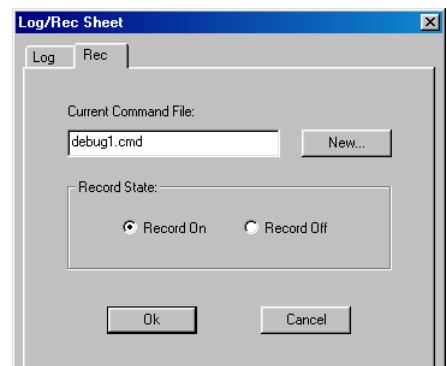 Log/Rec Sheet
Log Rec
Current Command File:
debug1.cmd New...
Record State:
Record On Record Off
Ok Cancel